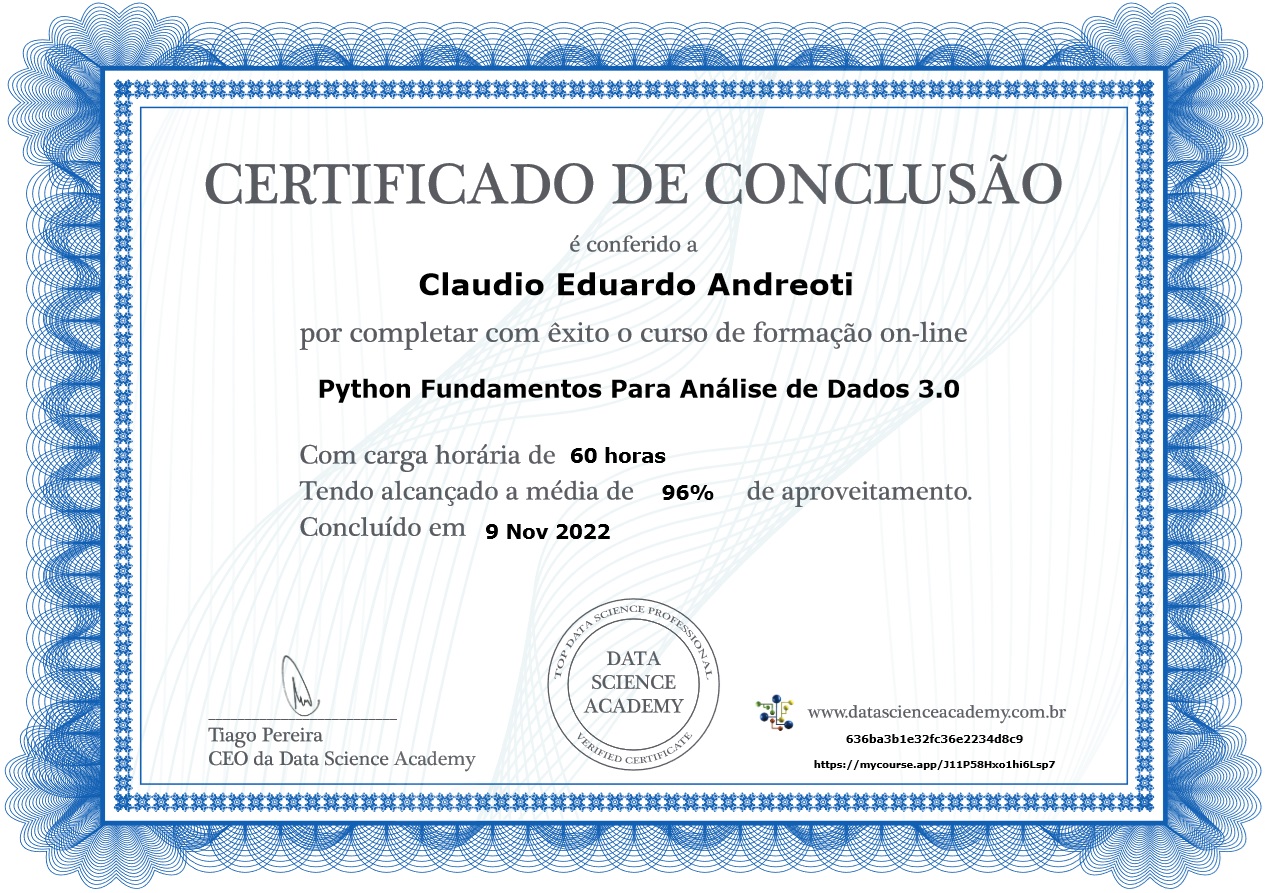 CERTIFICADO DE CONCLUSÃO
é conferido a
Claudio Eduardo Andreoti
por completar com êxito o curso de formação on-line
Python Fundamentos Para Análise de Dados 3.0
Com carga horária de 60 horas
Tendo alcançado a média de 96% de aproveitamento.
Concluído em 9 Nov 2022
TOP DATA SCIENCE PROFESSIONAL
DATA
SCIENCE
ACADEMY
VERIFIED CERTIFICATE
Tiago Pereira
CEO da Data Science Academy
www.datascienceacademy.com.br
636ba3b1e32fc36e2234d8c9
https://mycourse.app/J11P58Hxo1hi6Lsp7